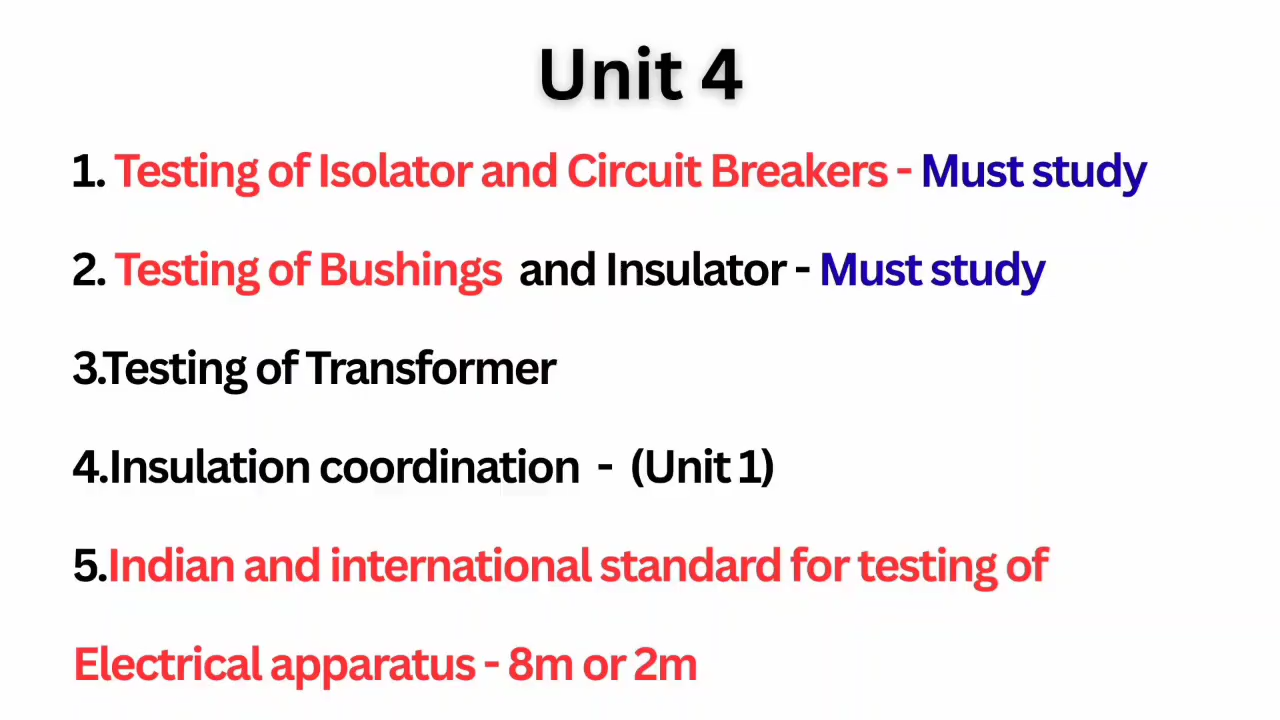 Unit 4
1. Testing of Isolator and Circuit Breakers - Must study
2. Testing of Bushings and Insulator - Must study
3.Testing of Transformer
4.Insulation coordination - (Unit 1)
5.Indian and international standard for testing of
Electrical apparatus - 8m or 2m